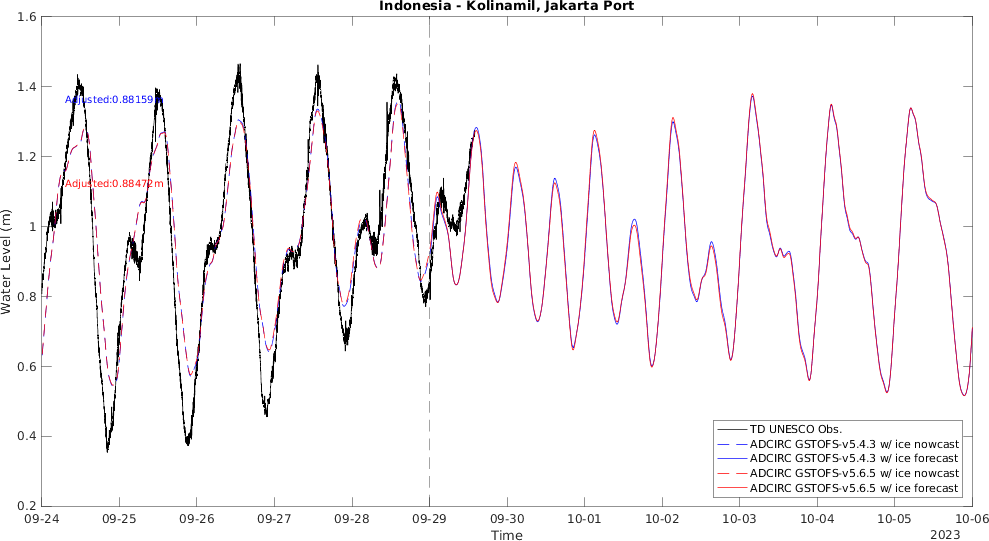 Indonesia - Kolinamil, Jakarta Port
1.6
1.4
1.2
1
0.8
0.6
0.4
0.2
Water Level (m)
Adjusted:0.88159m
Adjusted:0.88472m
TD UNESCO Obs.
ADCIRC GSTOFS-v5.4.3 w/ ice nowcast
ADCIRC GSTOFS-v5.4.3 w/ ice forecast
ADCIRC GSTOFS-v5.6.5 w/ ice nowcast
ADCIRC GSTOFS-v5.6.5 w/ ice forecast
09-24 09-25 09-26 09-27 09-28 09-29 09-30 10-01 10-02 10-03 10-04 10-05 10-06
Time
2023